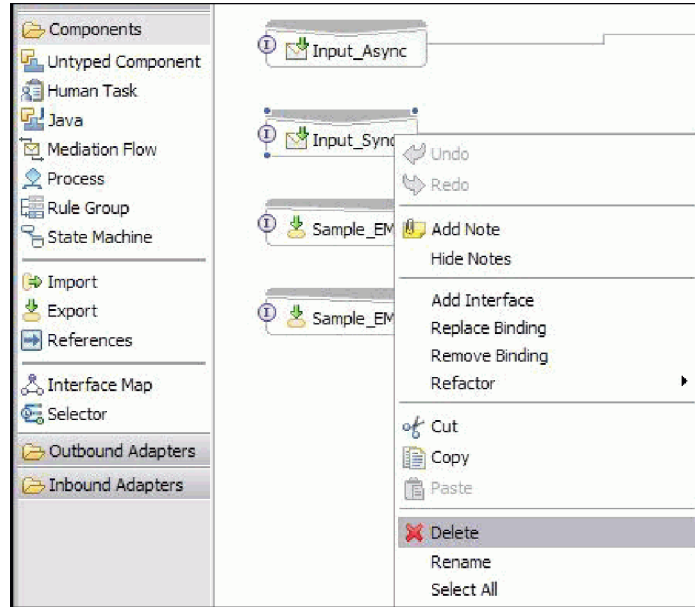 Components
Untyped Component
Human Task
Java
Mediation Flow
Process
Rule Group
State Machine
Import
Export
References
Interface Map
Selector
Outbound Adapters
Inbound Adapters
I Input_Async
I Input_Sync
I Sample_EM
I Sample_EM
Undo
Redo
Add Note
Hide Notes
Add Interface
Replace Binding
Remove Binding
Refactor
Cut
Copy
Paste
Delete
Rename
Select All